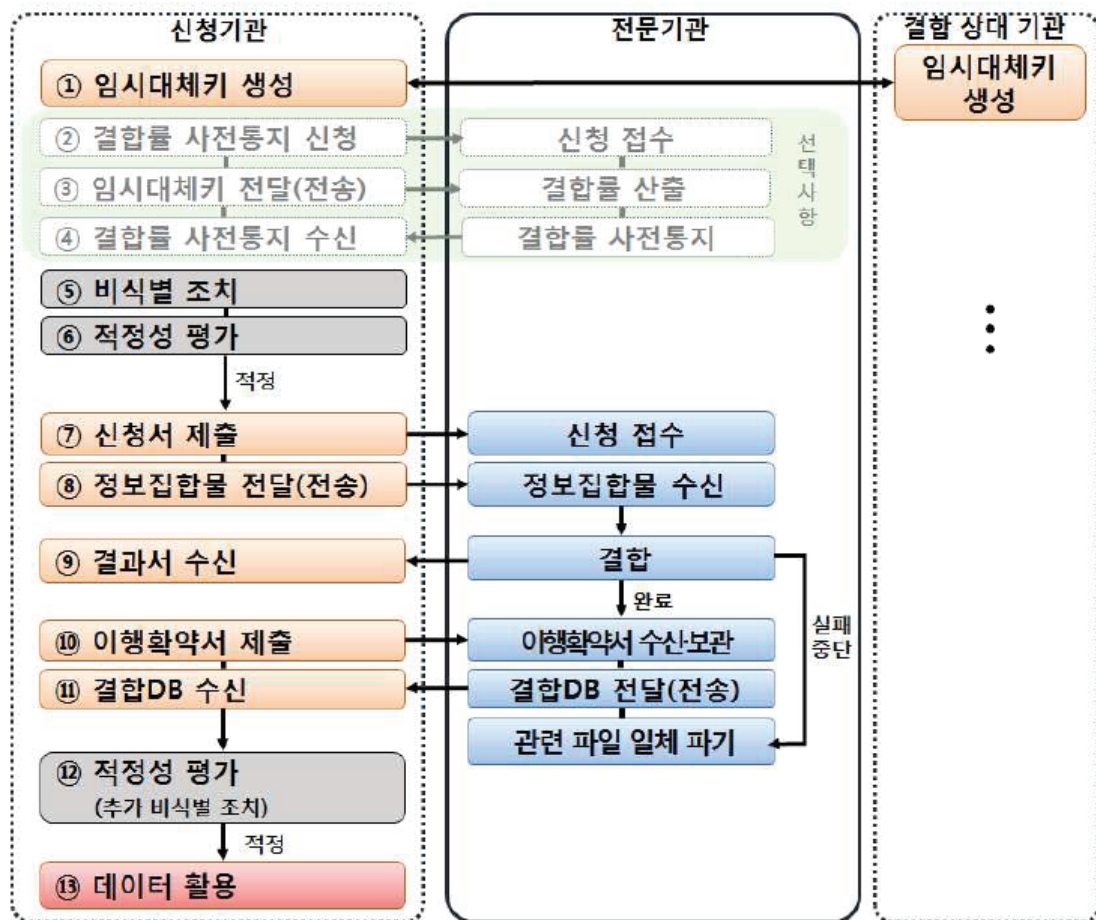 신청기관
전문기관
결합 상대 기관
① 임시대체키 생성
임시대체키
생성
② 결합률 사전통지 신청
신청 접수
③ 임시대체키 전달(전송)
결합률 산출
④ 결합률 사전통지 수신
결합률 사전통지
선
택
사
항
⑤ 비식별 조치
⑥ 적정성 평가
적정
⑦ 신청서 제출
신청 접수
⑧ 정보집합물 전달(전송)
정보집합물 수신
⑨ 결과서 수신
결합
완료
실패
중단
⑩ 이행확약서 제출
이행확약서 수신·보관
⑪ 결합DB 수신
결합DB 전달(전송)
관련 파일 일체 파기
⑫ 적정성 평가
(추가 비식별 조치)
적정
⑬ 데이터 활용